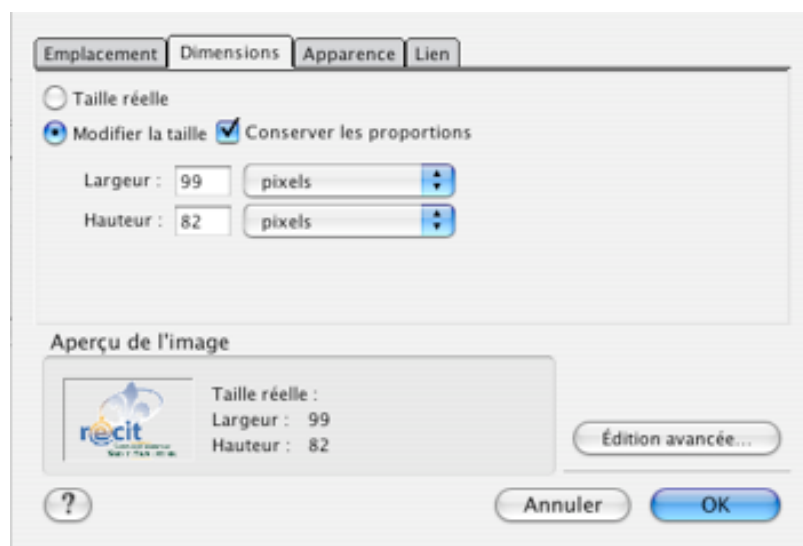 Emplacement Dimensions Apparence Lien
Taille réelle
Modifier la taille Conserver les proportions
Largeur : 99 pixels
Hauteur : 82 pixels
Aperçu de l'image
Taille réelle :
Largeur : 99
Hauteur : 82
récit
Édition avancée...
? Annuler OK